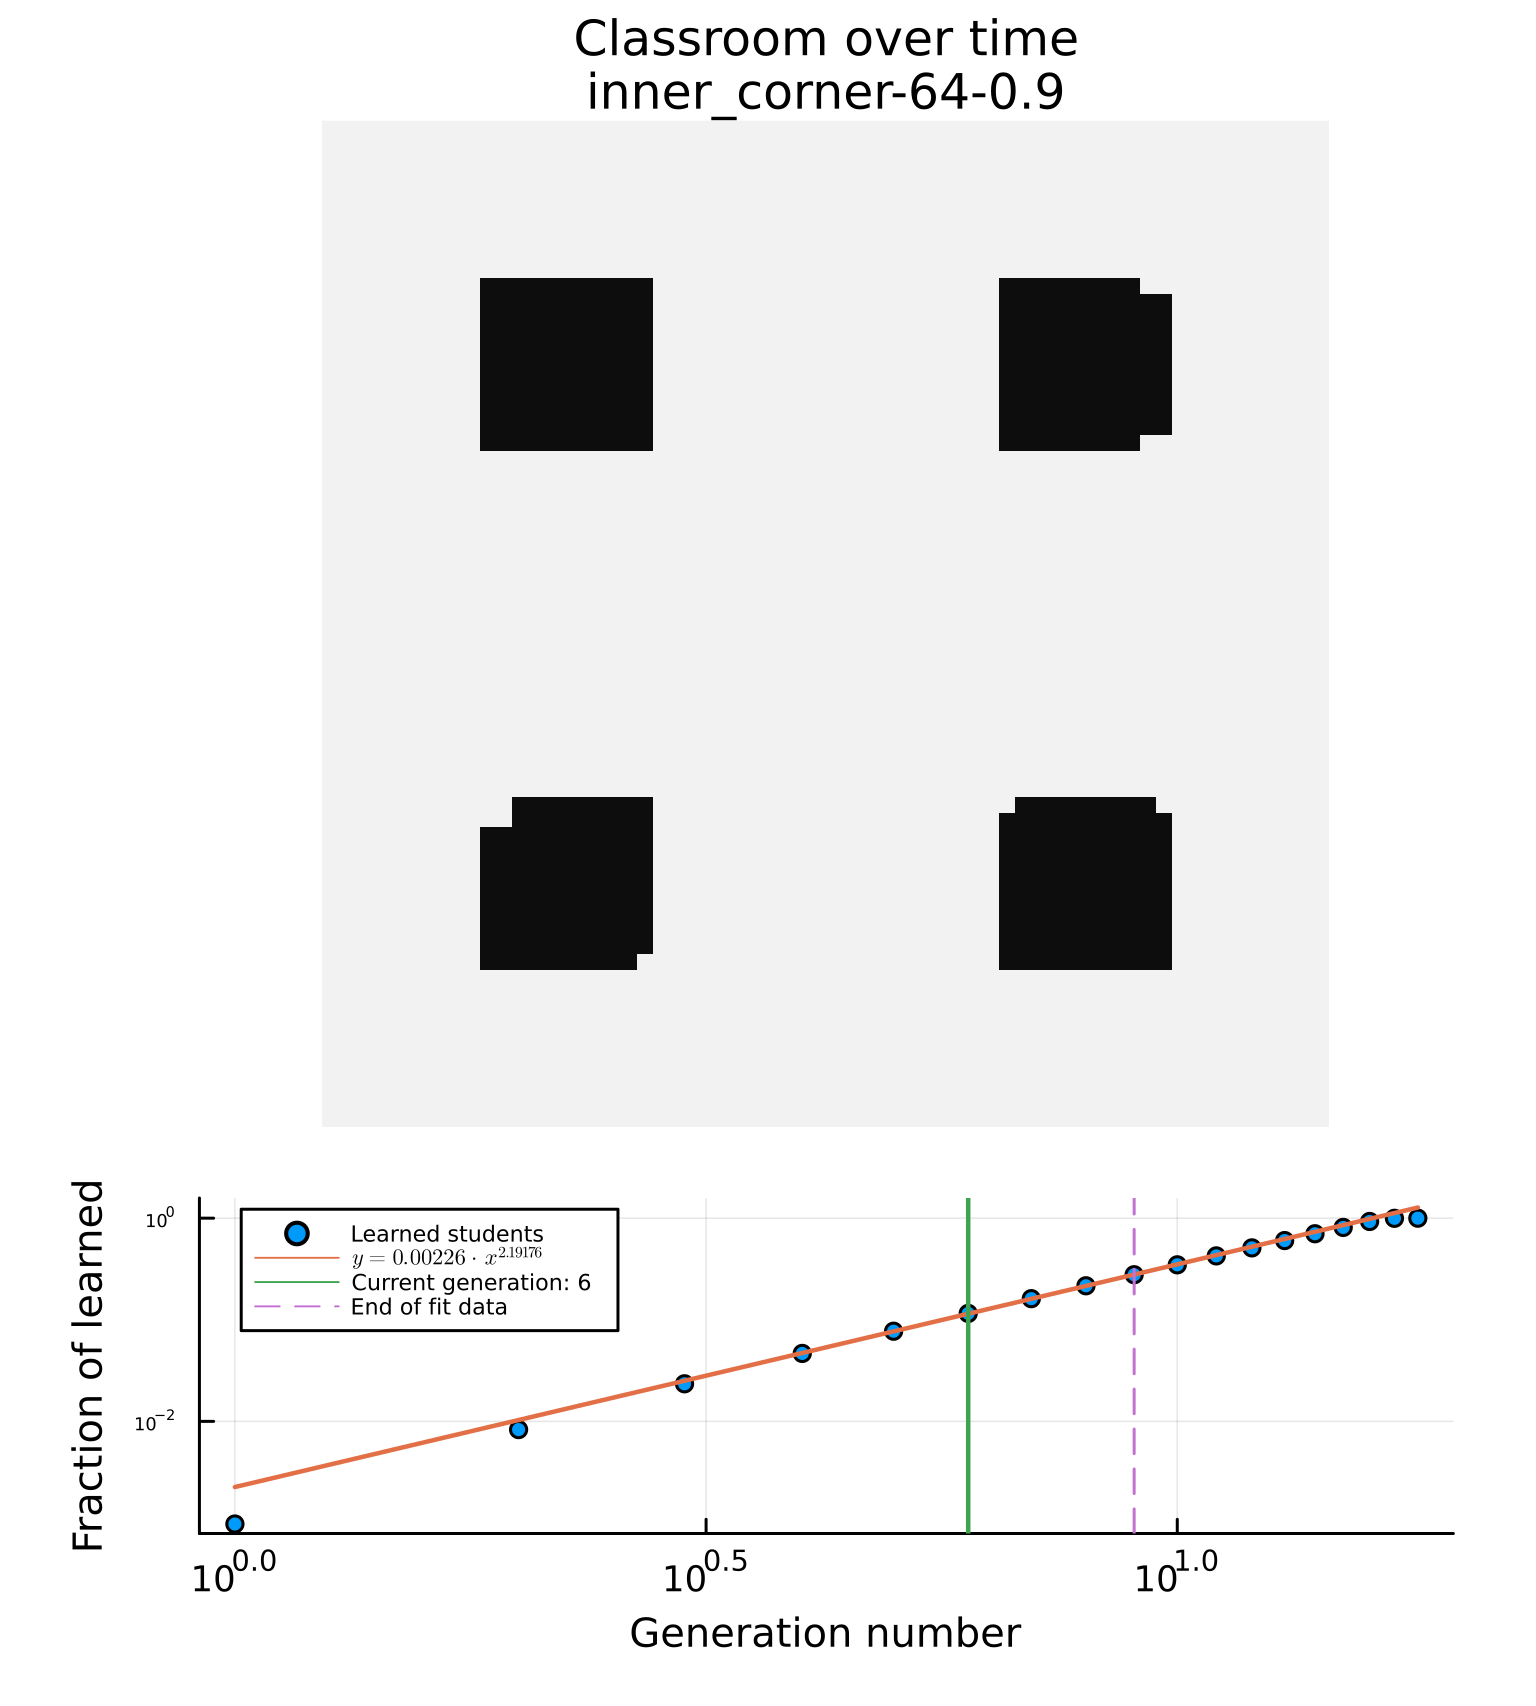 Classroom over time
inner_corner-64-0.9
Fraction of learned
10^0
10^−2
Learned students
y = 0.00226 · x^2.19176
Current generation: 6
End of fit data
10^0.0
10^0.5
10^1.0
Generation number